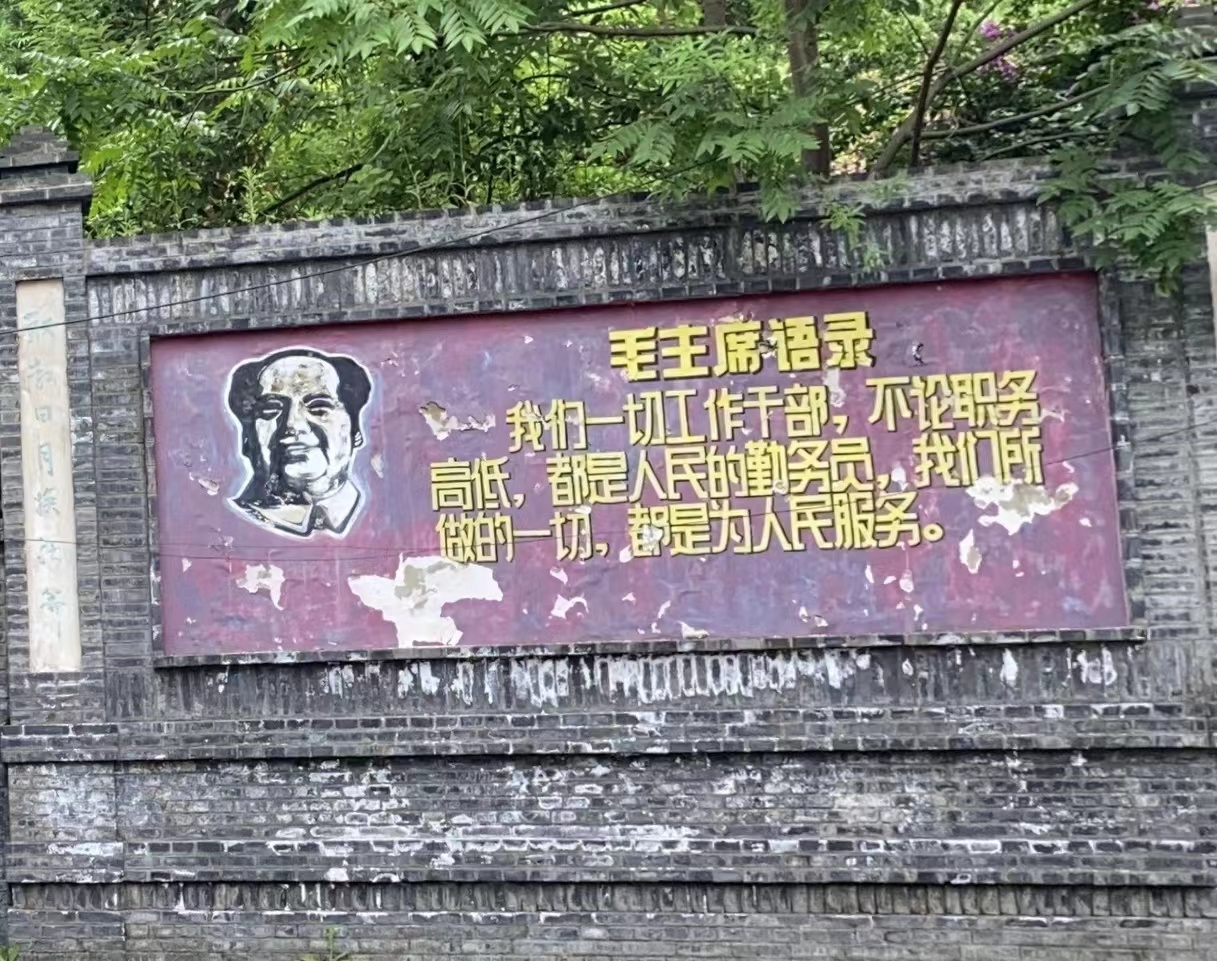 毛主席语录
我们一切工作干部，不论职务
高低，都是人民的勤务员，我们所
做的一切，都是为人民服务。